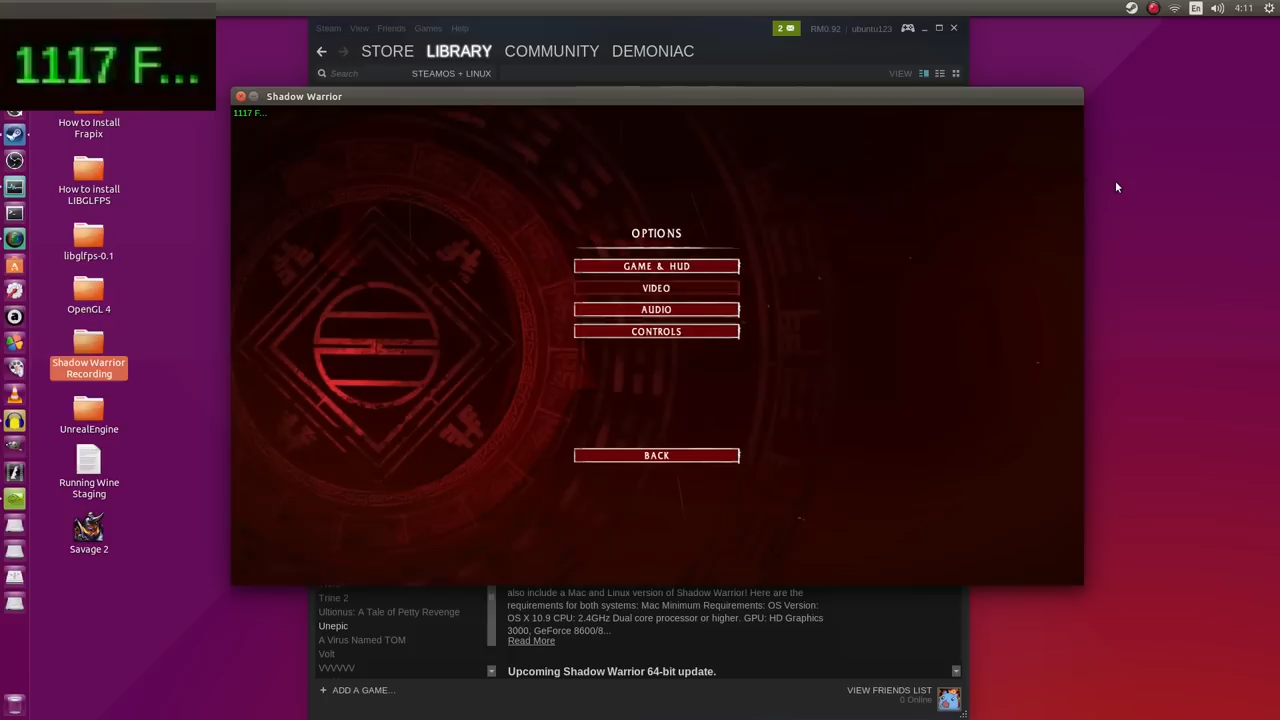 1117 F...
En
4:11
Steam View Friends Games Help
2
RM0.92
ubuntu123
STORE LIBRARY COMMUNITY DEMONIAC
Search
STEAMOS + LINUX
VIEW
Shadow Warrior
1117 F...
How to Install
Frapix
How to install
LIBGLFPS
libglfps-0.1
OpenGL 4
Shadow Warrior
Recording
UnrealEngine
Running Wine
Staging
Savage 2
OPTIONS
GAME & HUD
VIDEO
AUDIO
CONTROLS
BACK
Trine 2
Ultionus: A Tale of Petty Revenge
Unepic
A Virus Named TOM
Volt
VVVVVV
also include a Mac and Linux version of Shadow Warrior! Here are the
requirements for both systems: Mac Minimum Requirements: OS Version:
OS X 10.9 CPU: 2.4GHz Dual core processor or higher. GPU: HD Graphics
3000, GeForce 8600/8...
Read More
Upcoming Shadow Warrior 64-bit update.
+ ADD A GAME...
VIEW FRIENDS LIST
0 Online